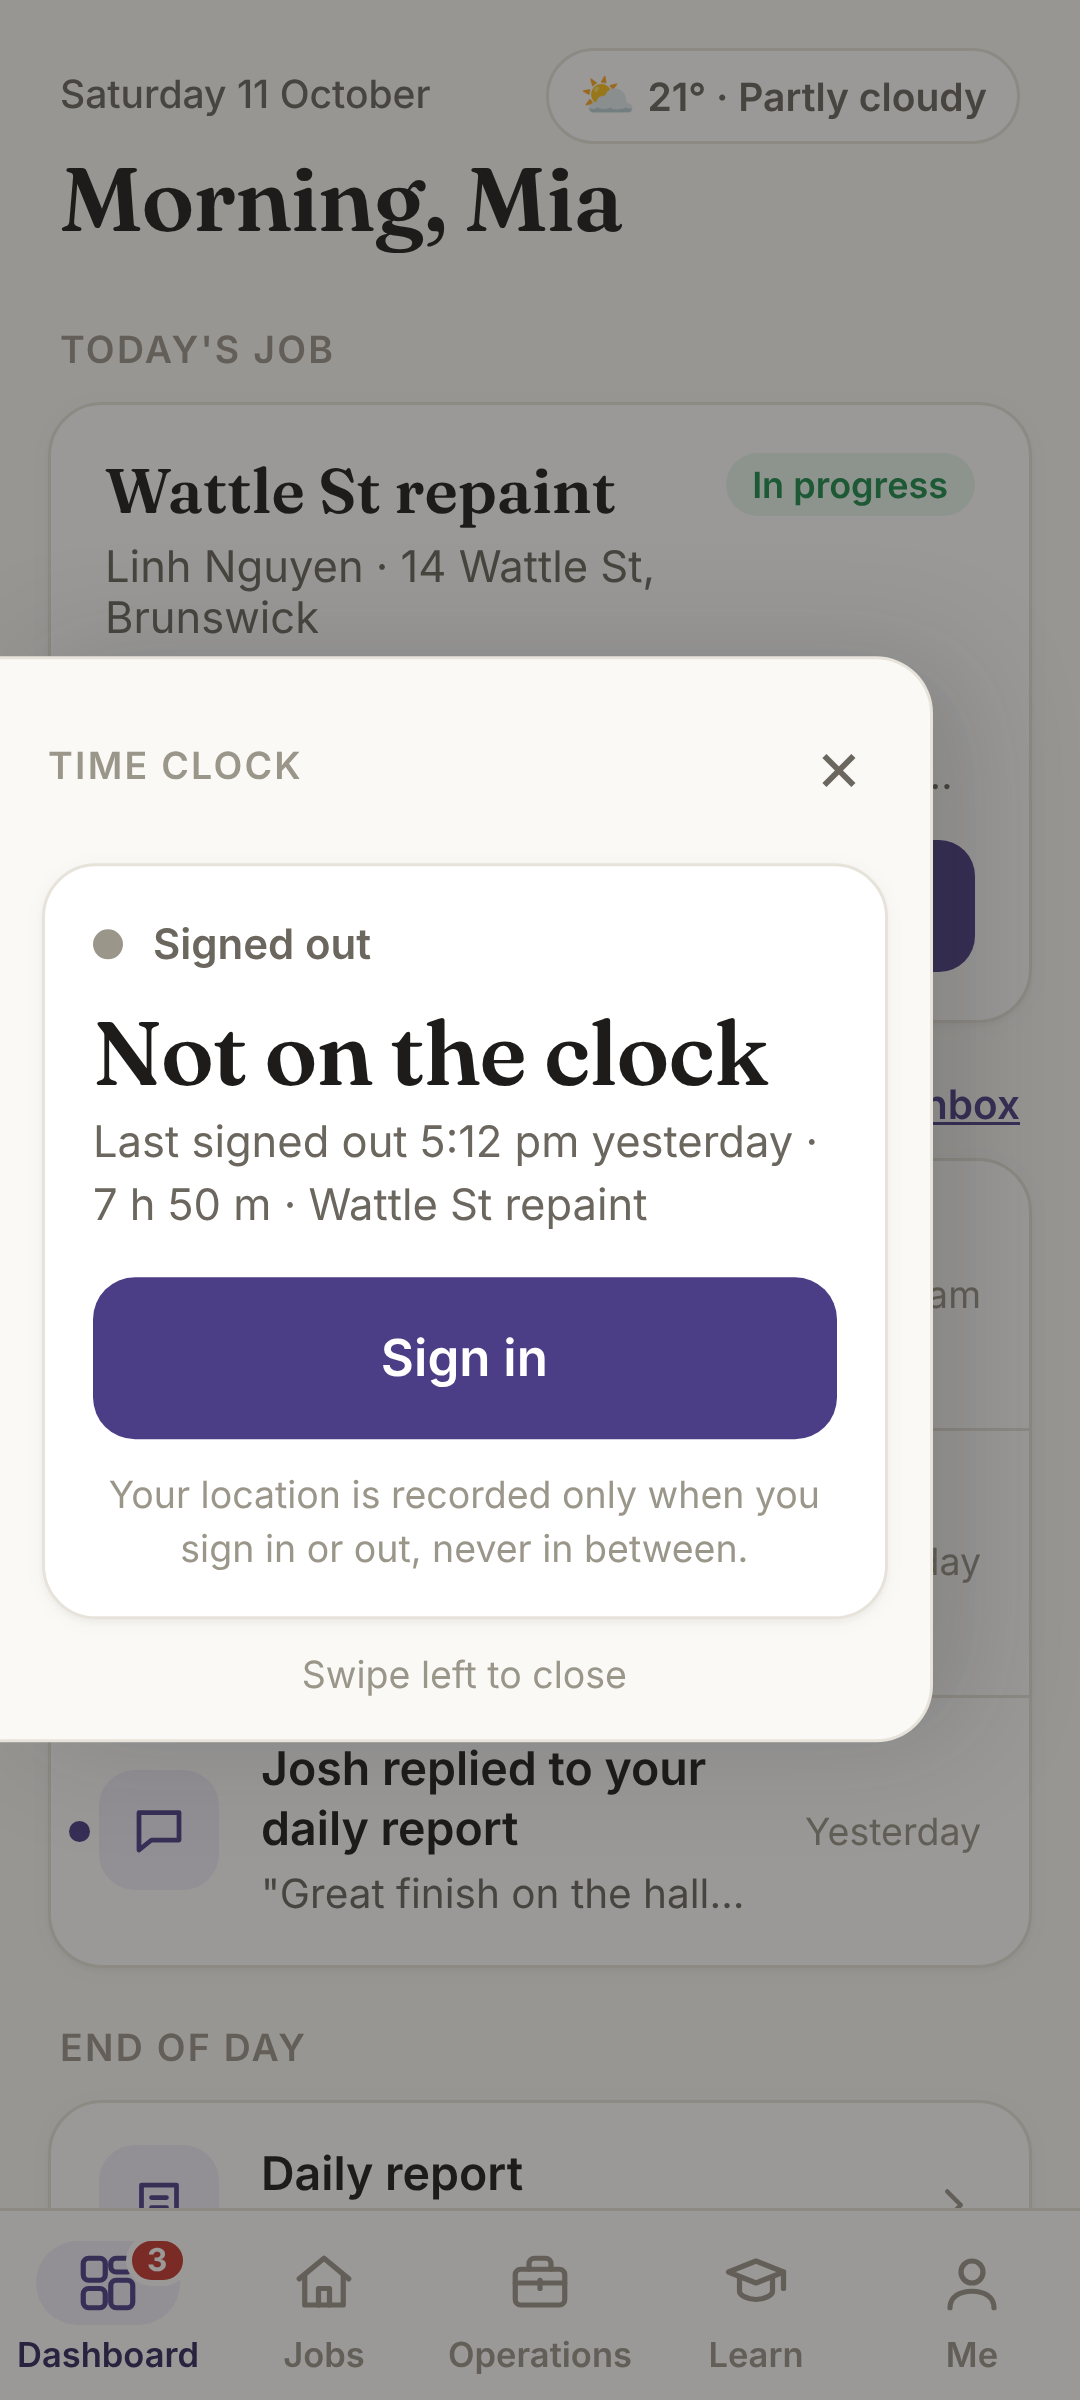 Saturday 11 October
21° · Partly cloudy
Morning, Mia
TODAY'S JOB
Wattle St repaint
In progress
Linh Nguyen · 14 Wattle St,
Brunswick
TIME CLOCK
Signed out
Not on the clock
Last signed out 5:12 pm yesterday ·
7 h 50 m · Wattle St repaint
Sign in
Your location is recorded only when you
sign in or out, never in between.
Swipe left to close
Josh replied to your
daily report
Yesterday
"Great finish on the hall...
END OF DAY
Daily report
3
Dashboard
Jobs
Operations
Learn
Me